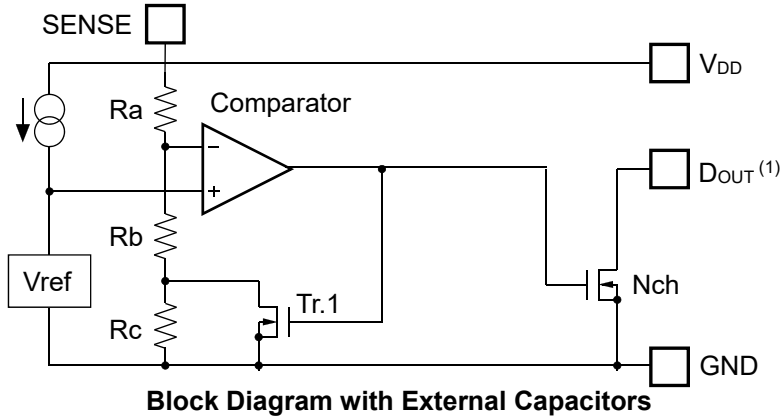 SENSE
VDD
Ra
Comparator
−
+
DOUT (1)
Rb
Vref
Tr.1
Nch
Rc
GND
Block Diagram with External Capacitors